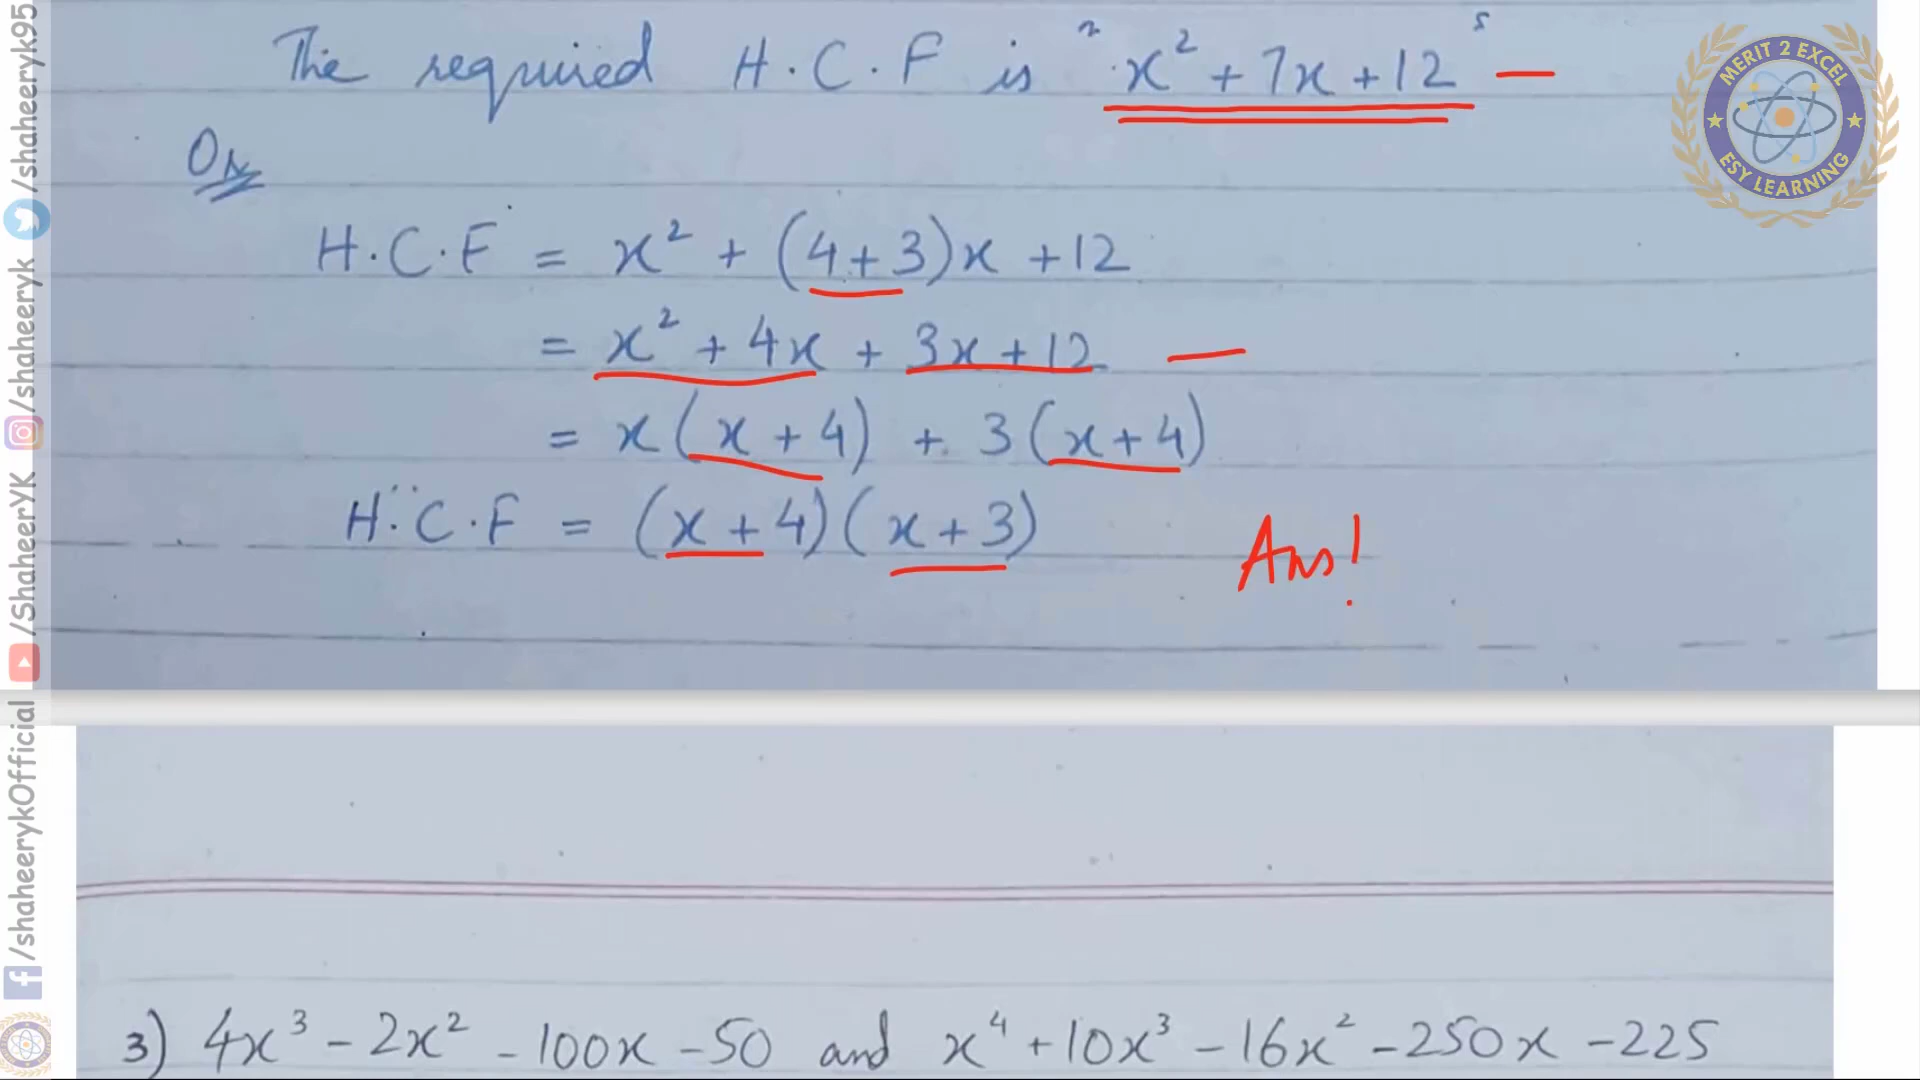 The required H.C.F is "x² + 7x + 12"
Or
H.C.F = x² + (4+3)x + 12
= x² + 4x + 3x + 12
= x(x+4) + 3(x+4)
H.C.F = (x+4)(x+3)
Ans!
3) 4x³ - 2x² - 100x - 50 and x⁴ + 10x³ - 16x² - 250x - 225
MERIT 2 EXCEL
ESY LEARNING
/shaheeryk95
/shaheeryk
/ShaheerYK
/shaheerykOfficial